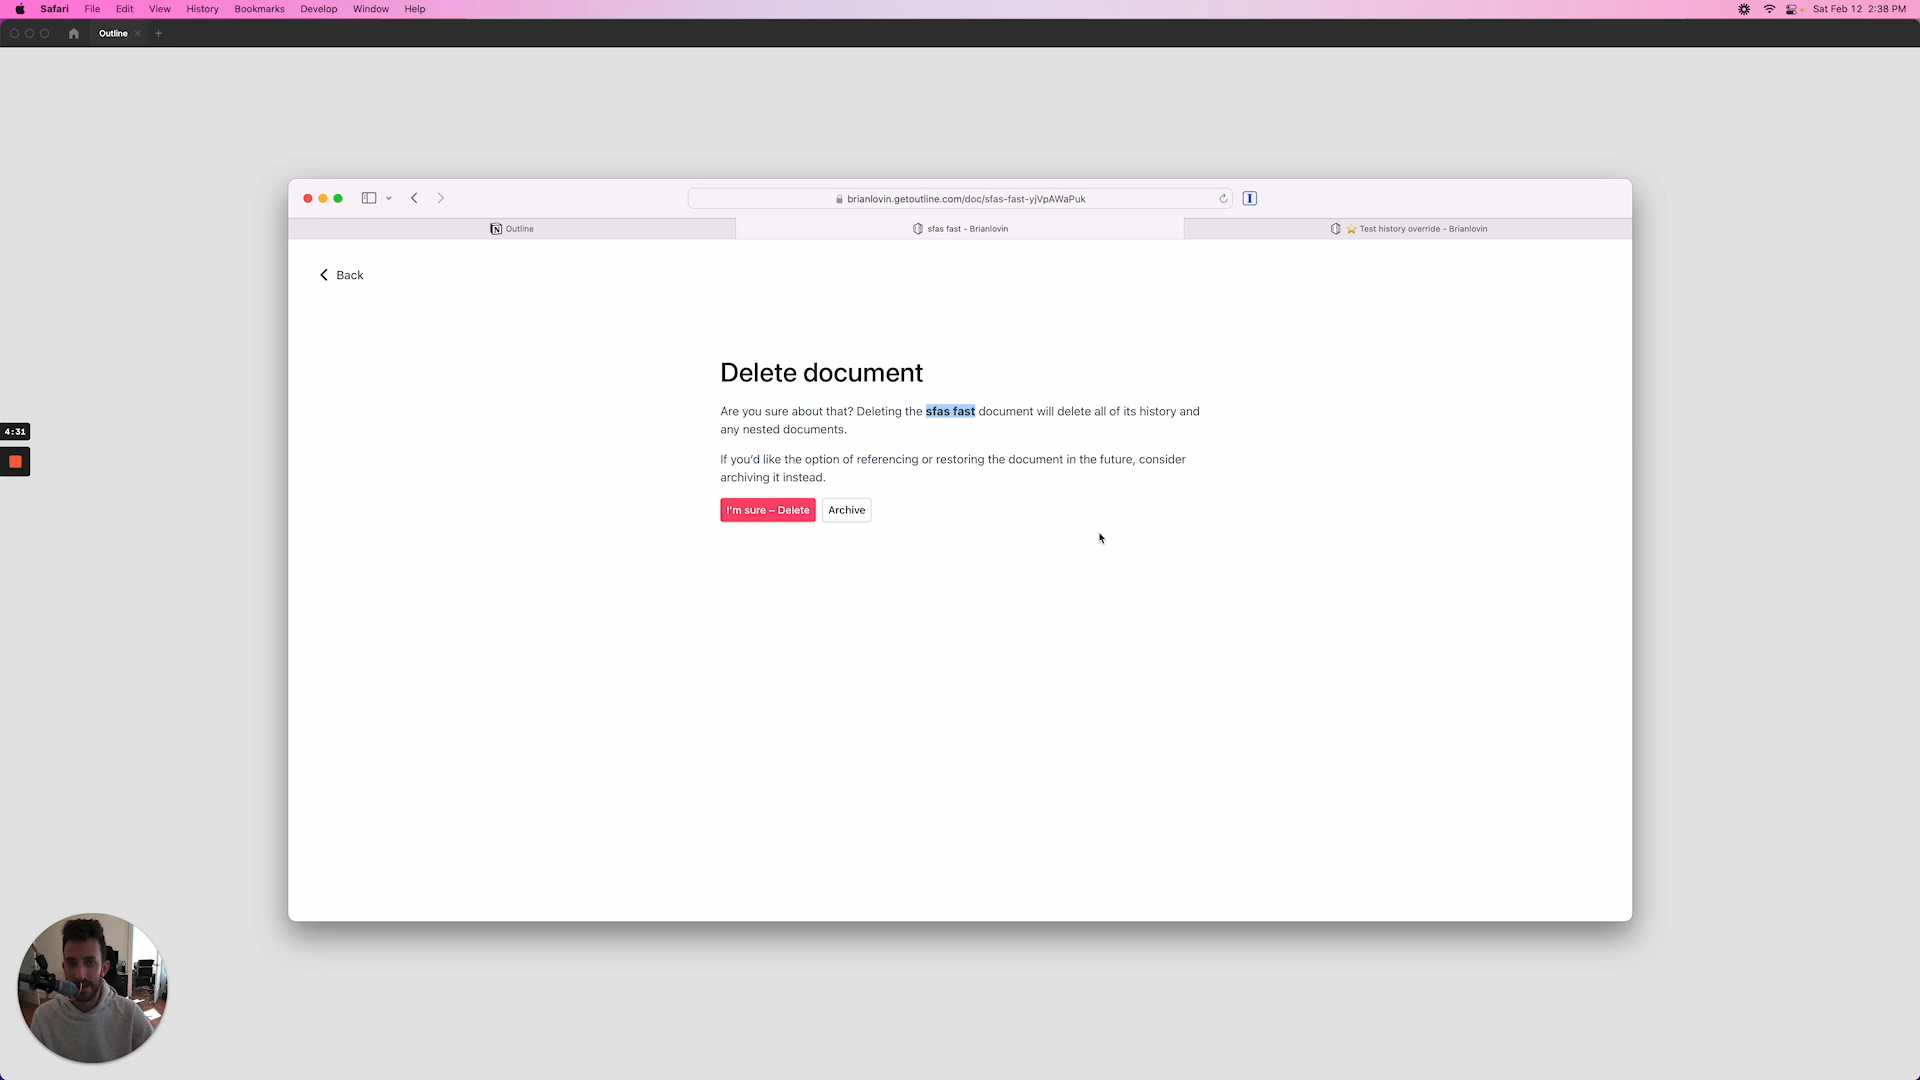 Safari File Edit View History Bookmarks Develop Window Help Sat Feb 12 2:38 PM
Outline
brianlovin.getoutline.com/doc/sfas-fast-yjVpAWaPuk
Outline
sfas fast - Brianlovin
⭐ Test history override - Brianlovin
Back
Delete document
Are you sure about that? Deleting the sfas fast document will delete all of its history and
any nested documents.
If you'd like the option of referencing or restoring the document in the future, consider
archiving it instead.
I'm sure – Delete Archive
4:31